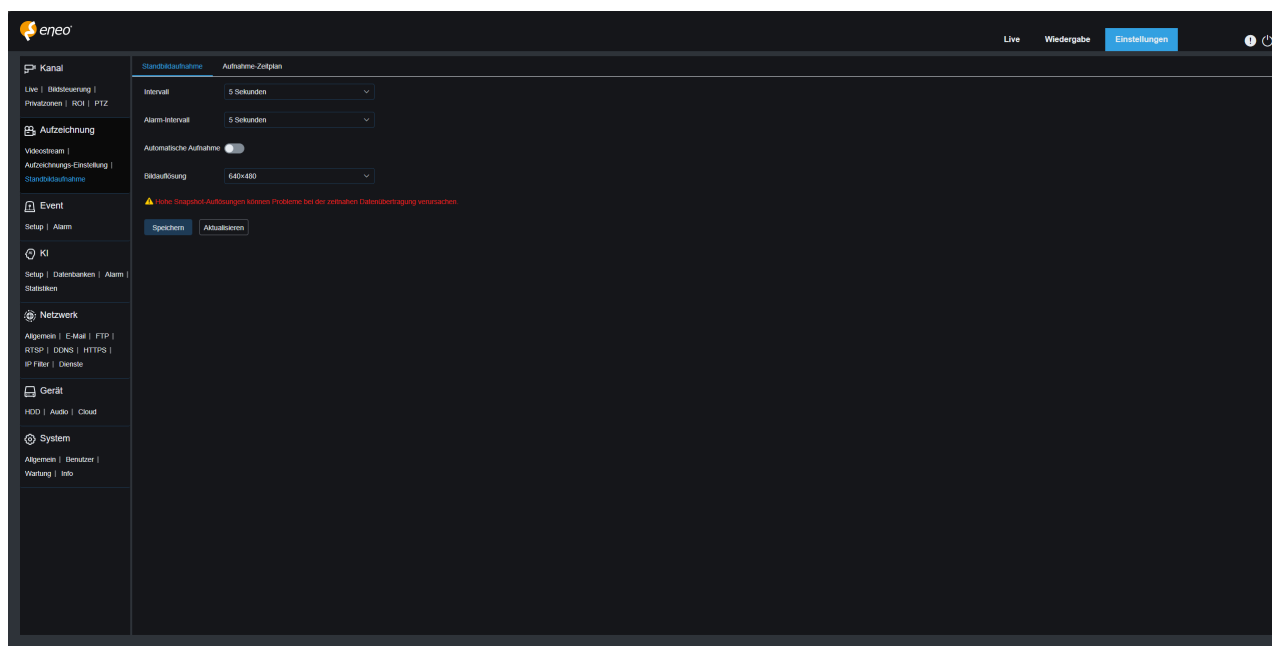 eneo
Live Wiedergabe Einstellungen
Kanal
Live | Bildsteuerung |
Privatzonen | ROI | PTZ
Aufzeichnung
Videostream |
Aufzeichnungs-Einstellung |
Standbildaufnahme
Event
Setup | Alarm
KI
Setup | Datenbanken | Alarm |
Statistiken
Netzwerk
Allgemein | E-Mail | FTP |
RTSP | DDNS | HTTPS |
IP Filter | Dienste
Gerät
HDD | Audio | Cloud
System
Allgemein | Benutzer |
Wartung | Info
Standbildaufnahme Aufnahme-Zeitplan
Intervall 5 Sekunden
Alarm-Intervall 5 Sekunden
Automatische Aufnahme
Bildauflösung 640×480
Hohe Snapshot-Auflösungen können Probleme bei der zeitnahen Datenübertragung verursachen.
Speichern Aktualisieren